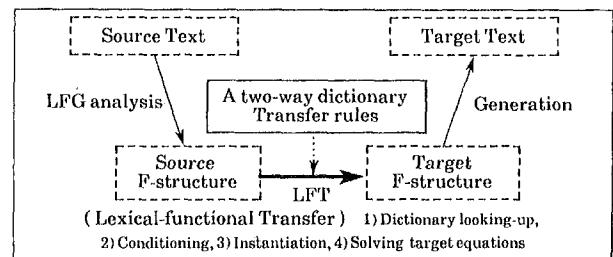 Source Text
Target Text
LFG analysis
A two-way dictionary
Transfer rules
Generation
Source
F-structure
LFT
Target
F-structure
(Lexical-functional Transfer) 1) Dictionary looking-up,
2) Conditioning, 3) Instantiation, 4) Solving target equations